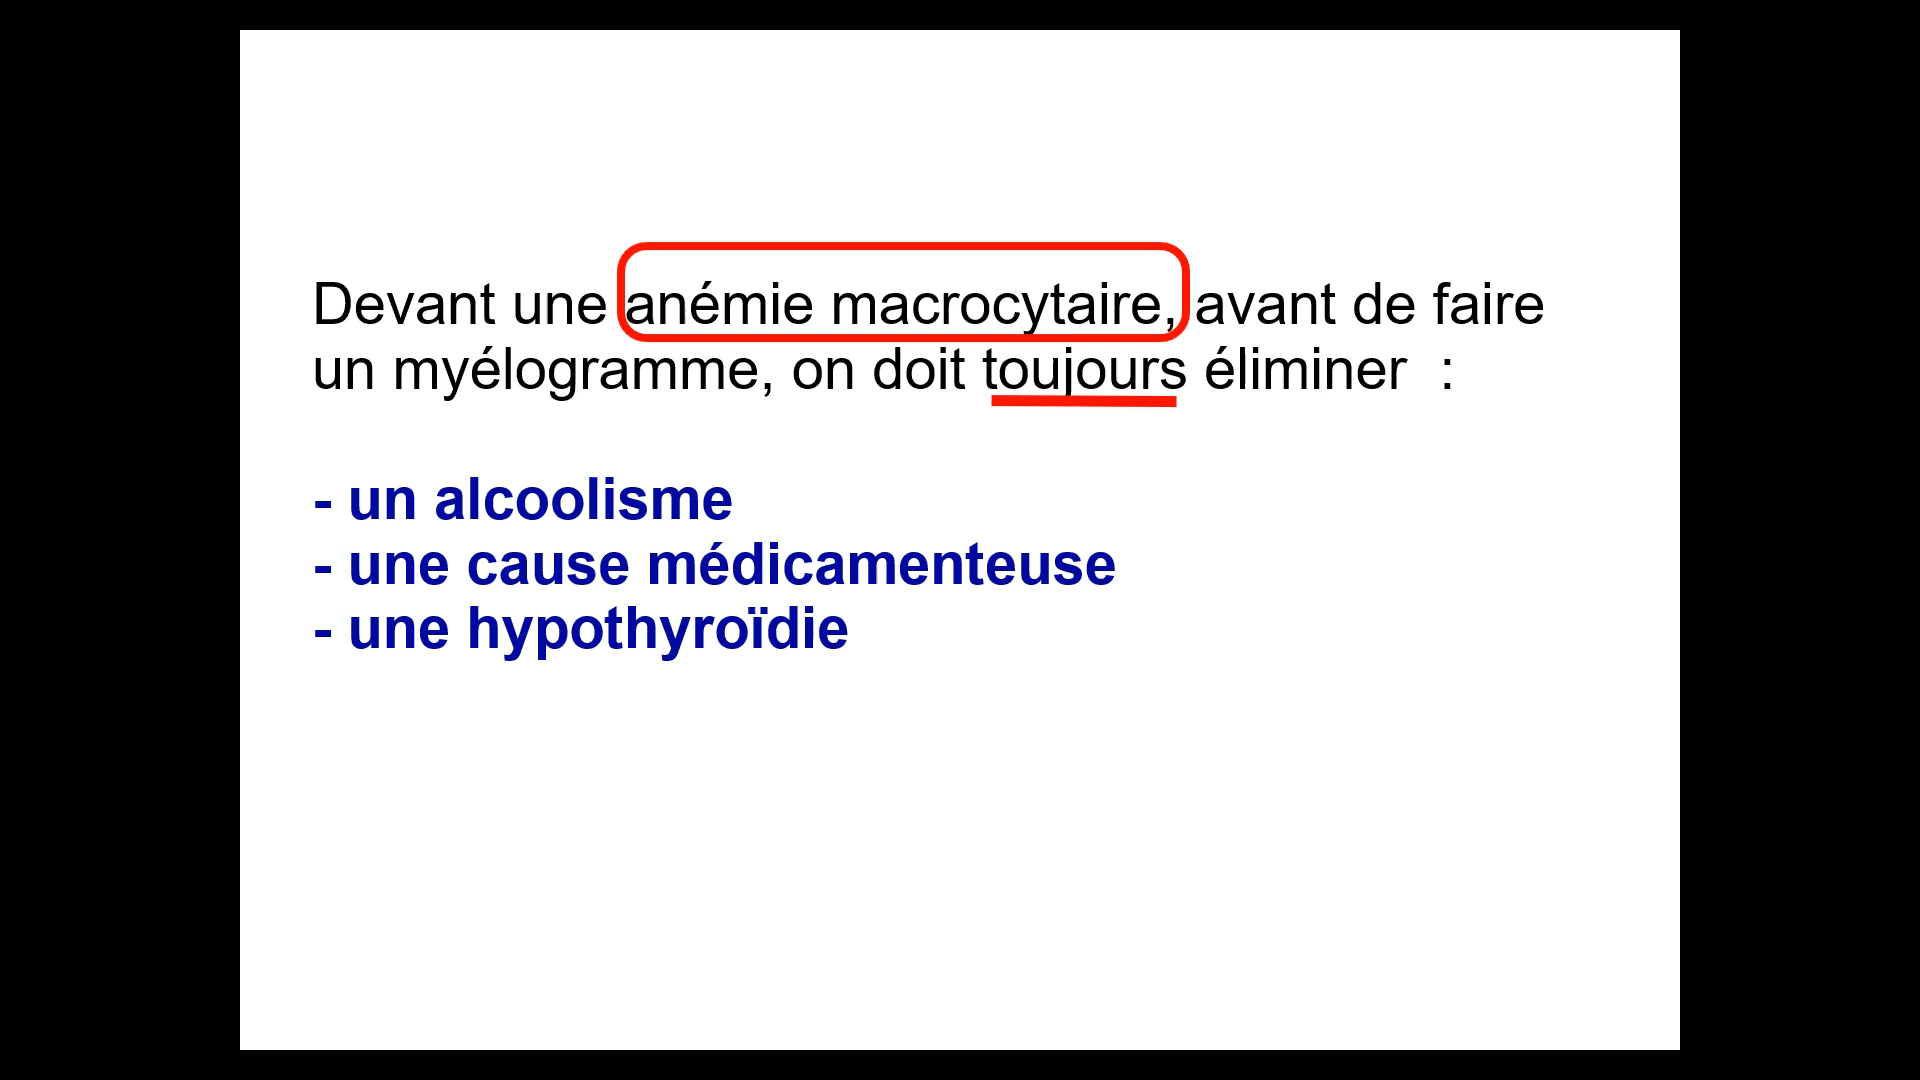 Devant une anémie macrocytaire, avant de faire
un myélogramme, on doit toujours éliminer :
- un alcoolisme
- une cause médicamenteuse
- une hypothyroïdie